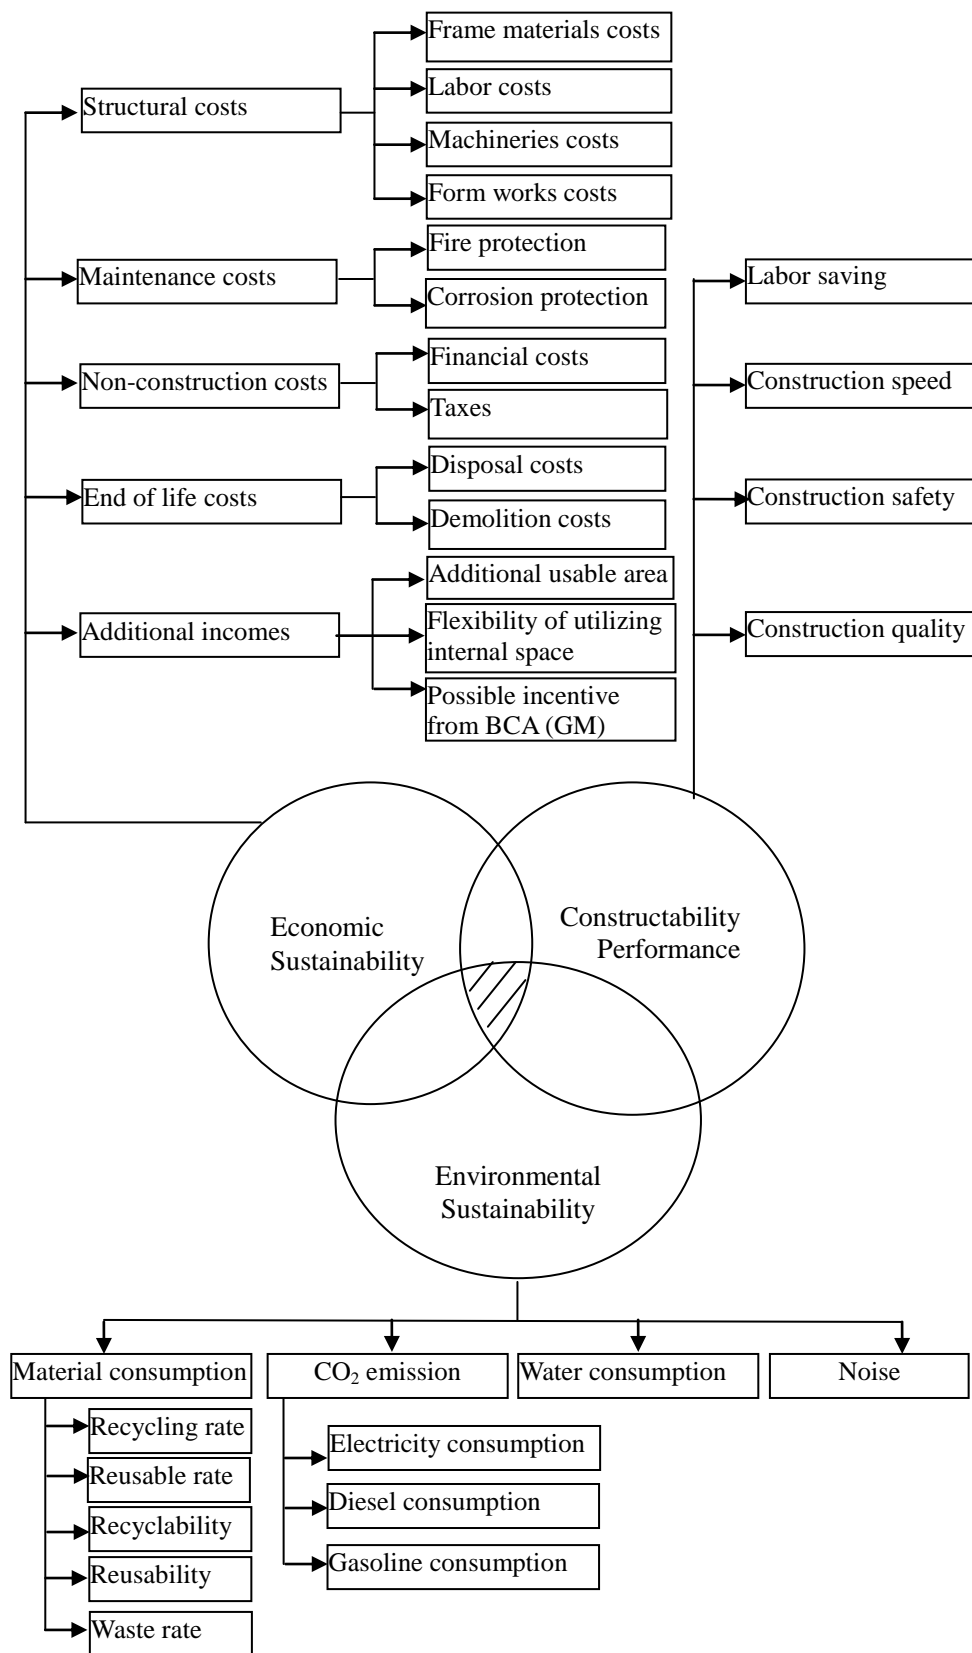 Frame materials costs
Structural costs
Labor costs
Machineries costs
Form works costs
Maintenance costs
Fire protection
Corrosion protection
Non-construction costs
Financial costs
Taxes
End of life costs
Disposal costs
Demolition costs
Additional incomes
Additional usable area
Flexibility of utilizing
internal space
Possible incentive
from BCA (GM)
Labor saving
Construction speed
Construction safety
Construction quality
Economic
Sustainability
Constructability
Performance
Environmental
Sustainability
Material consumption
CO₂ emission
Water consumption
Noise
Recycling rate
Reusable rate
Recyclability
Reusability
Waste rate
Electricity consumption
Diesel consumption
Gasoline consumption